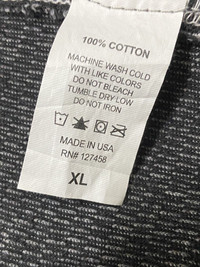 100% COTTON
MACHINE WASH COLD
WITH LIKE COLORS
DO NOT BLEACH
TUMBLE DRY LOW
DO NOT IRON
MADE IN USA
RN# 127458
XL